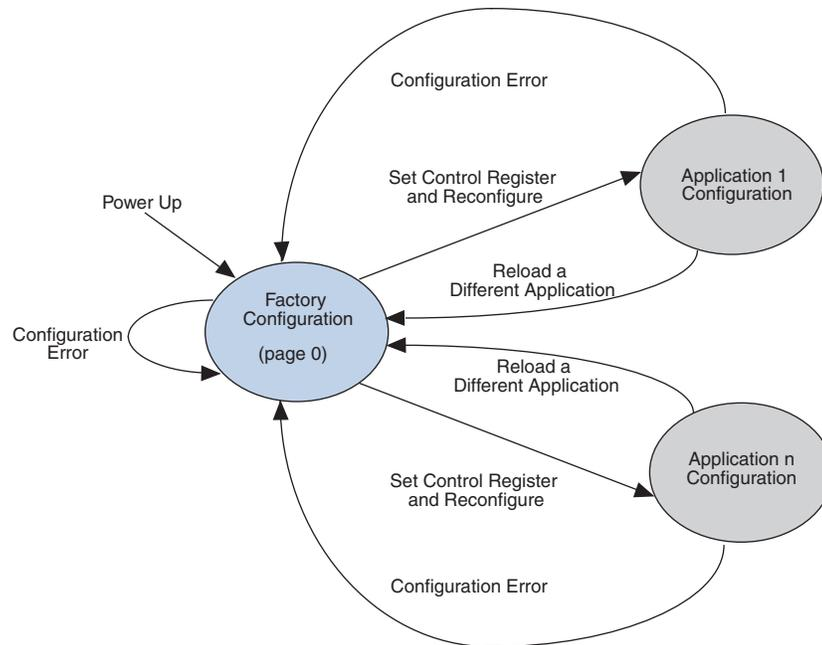 Configuration Error
Set Control Register
and Reconfigure
Application 1
Configuration
Power Up
Reload a
Different Application
Factory
Configuration
(page 0)
Configuration
Error
Reload a
Different Application
Application n
Configuration
Set Control Register
and Reconfigure
Configuration Error